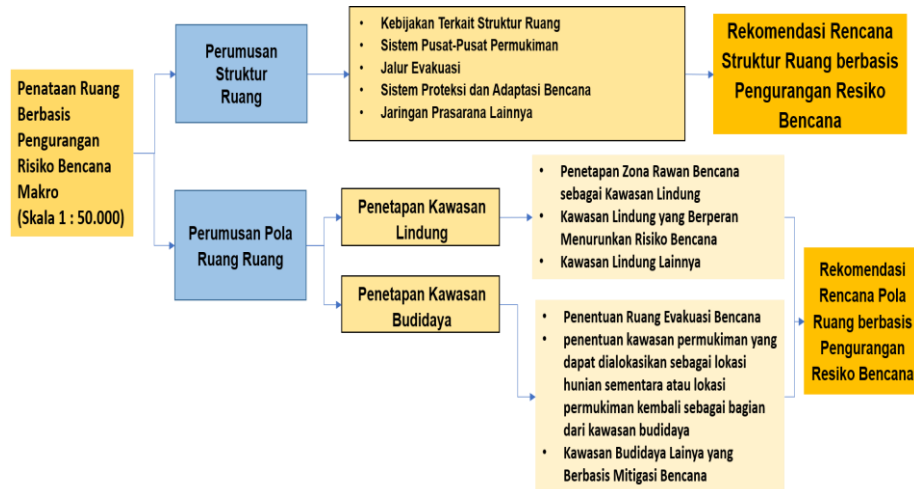 Penataan Ruang
Berbasis
Pengurangan
Risiko Bencana
Makro
(Skala 1 : 50.000)
Perumusan
Struktur
Ruang
• Kebijakan Terkait Struktur Ruang
• Sistem Pusat-Pusat Permukiman
• Jalur Evakuasi
• Sistem Proteksi dan Adaptasi Bencana
• Jaringan Prasarana Lainnya
Rekomendasi Rencana
Struktur Ruang berbasis
Pengurangan Resiko
Bencana
Perumusan Pola
Ruang Ruang
Penetapan Kawasan
Lindung
• Penetapan Zona Rawan Bencana
sebagai Kawasan Lindung
• Kawasan Lindung yang Berperan
Menurunkan Risiko Bencana
• Kawasan Lindung Lainnya
Penetapan Kawasan
Budidaya
• Penentuan Ruang Evakuasi Bencana
• penentuan kawasan permukiman yang
dapat dialokasikan sebagai lokasi
hunian sementara atau lokasi
permukiman kembali sebagai bagian
dari kawasan budidaya
• Kawasan Budidaya Lainya yang
Berbasis Mitigasi Bencana
Rekomendasi
Rencana Pola
Ruang berbasis
Pengurangan
Resiko Bencana